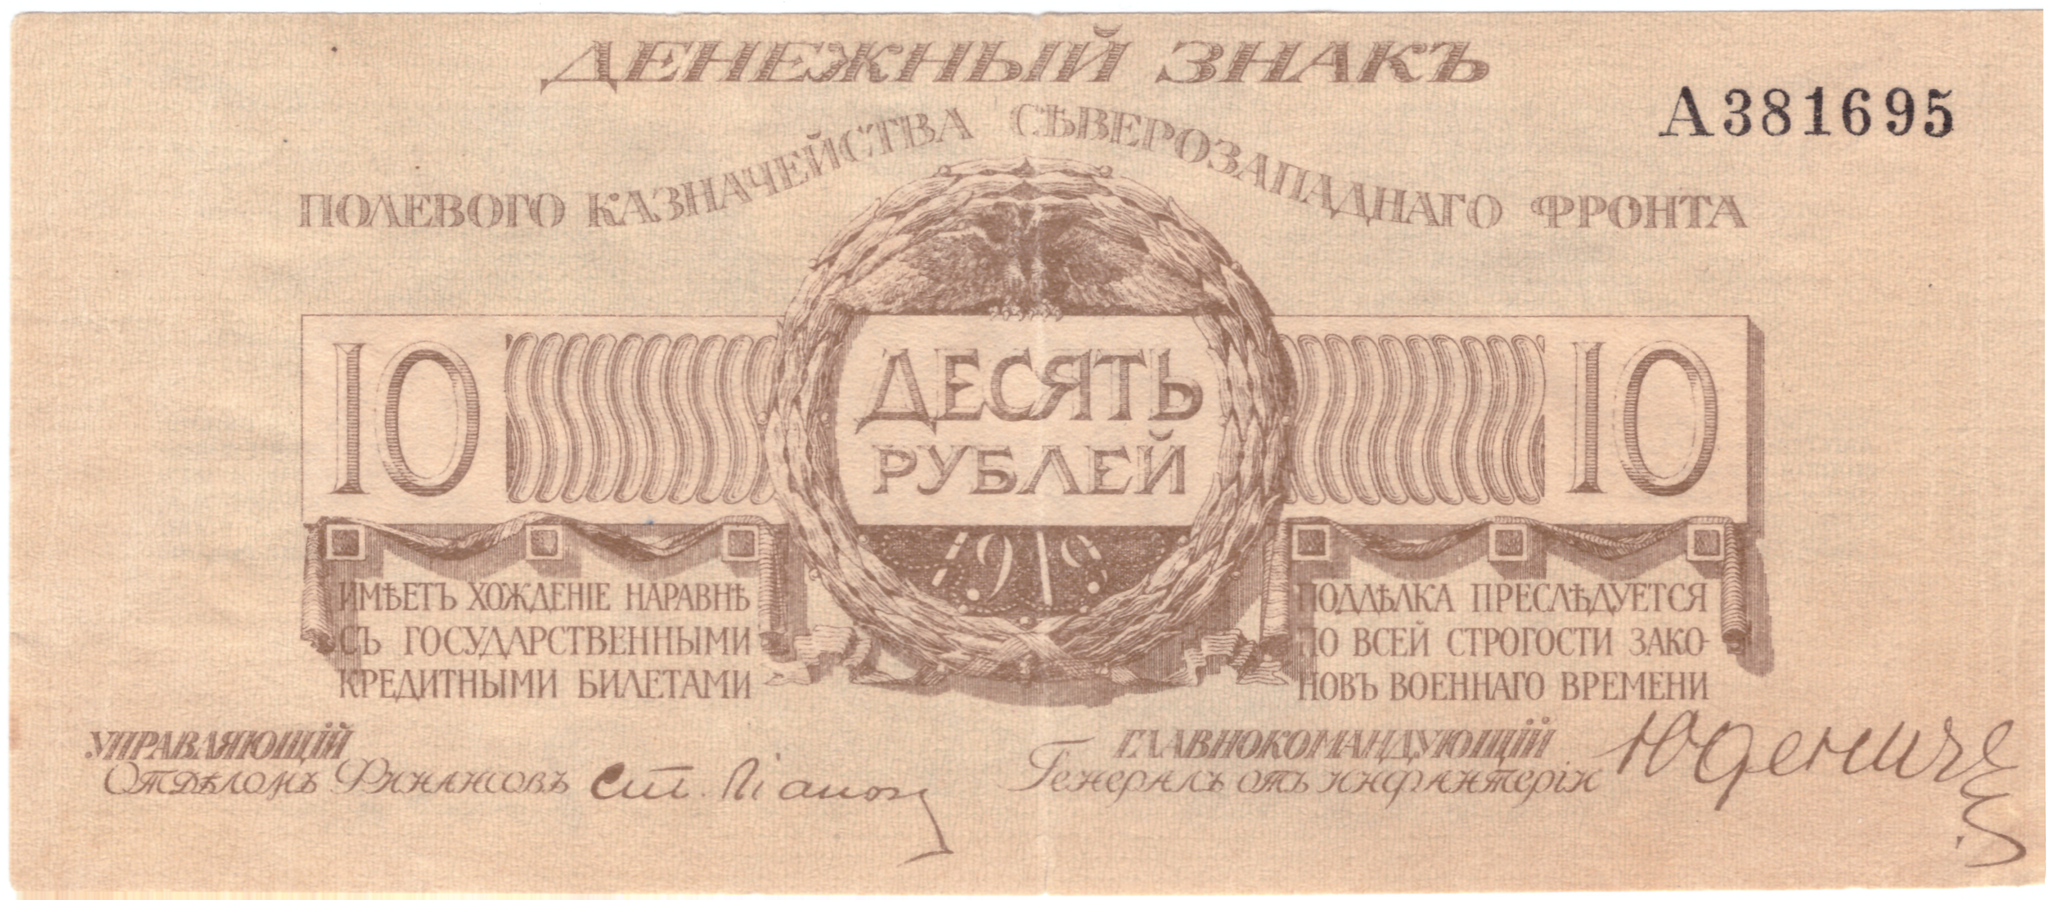 ДЕНЕЖНЫЙ ЗНАКЪ
А381695
ПОЛЕВОГО КАЗНАЧЕЙСТВА СѢВЕРОЗАПАДНАГО ФРОНТА
10
ДЕСЯТЬ
РУБЛЕЙ
10
1919
ИМѢЕТЪ ХОЖДЕНІЕ НАРАВНѢ
СЪ ГОСУДАРСТВЕННЫМИ
КРЕДИТНЫМИ БИЛЕТАМИ
ПОДДѢЛКА ПРЕСЛѢДУЕТСЯ
ПО ВСЕЙ СТРОГОСТИ ЗАКО-
НОВЪ ВОЕННАГО ВРЕМЕНИ
УПРАВЛЯЮЩІЙ
Отдѣломъ Финансовъ
ГЛАВНОКОМАНДУЮЩІЙ
Генералъ отъ инфантеріи Юденичъ